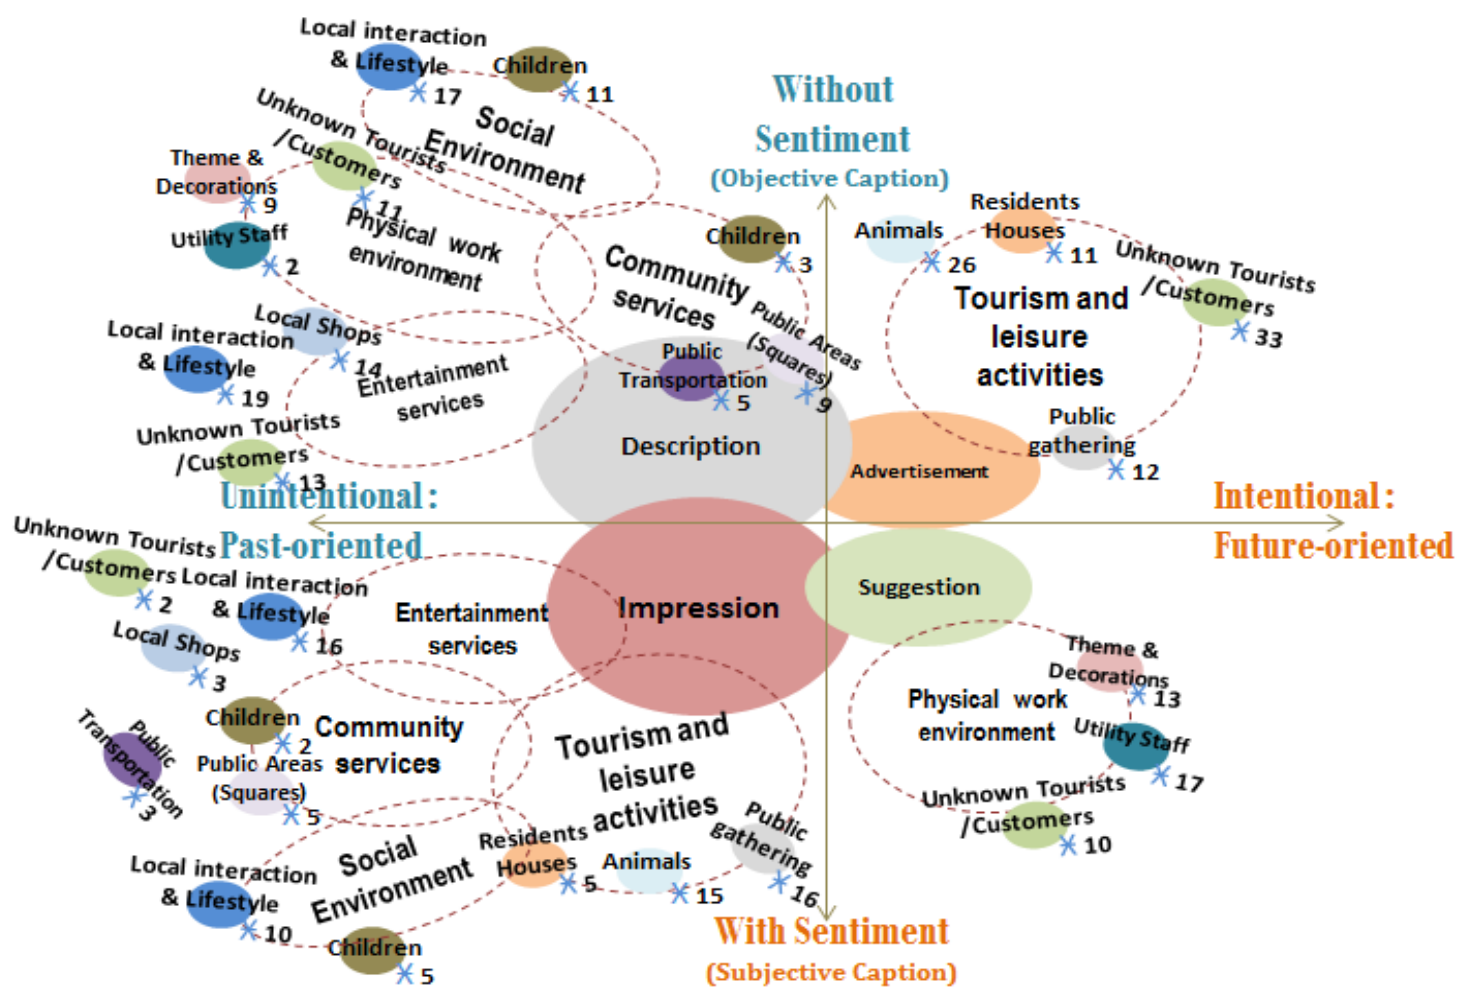 Local interaction
& Lifestyle
17
Children
11
Social
Environment
Unknown Tourists
/Customers
11
Theme &
Decorations
9
Utility Staff
2
Physical work
environment
Without
Sentiment
(Objective Caption)
Children
3
Community
services
Public Areas
(Squares)
9
Public
Transportation
5
Description
Animals
26
Residents
Houses
11
Unknown Tourists
/Customers
33
Tourism and
leisure
activities
Public
gathering
12
Advertisement
Local Shops
14
Local interaction
& Lifestyle
19
Entertainment
services
Unknown Tourists
/Customers
13
Unintentional :
Past-oriented
Intentional :
Future-oriented
Unknown Tourists
/Customers
2
Local interaction
& Lifestyle
16
Local Shops
3
Entertainment
services
Impression
Suggestion
Children
2
Community
services
Public Areas
(Squares)
5
Public
Transportation
3
Tourism and
leisure
activities
Residents
Houses
5
Animals
15
Public
gathering
16
Local interaction
& Lifestyle
10
Social
Environment
Children
5
Theme &
Decorations
13
Physical work
environment
Utility Staff
17
Unknown Tourists
/Customers
10
With Sentiment
(Subjective Caption)